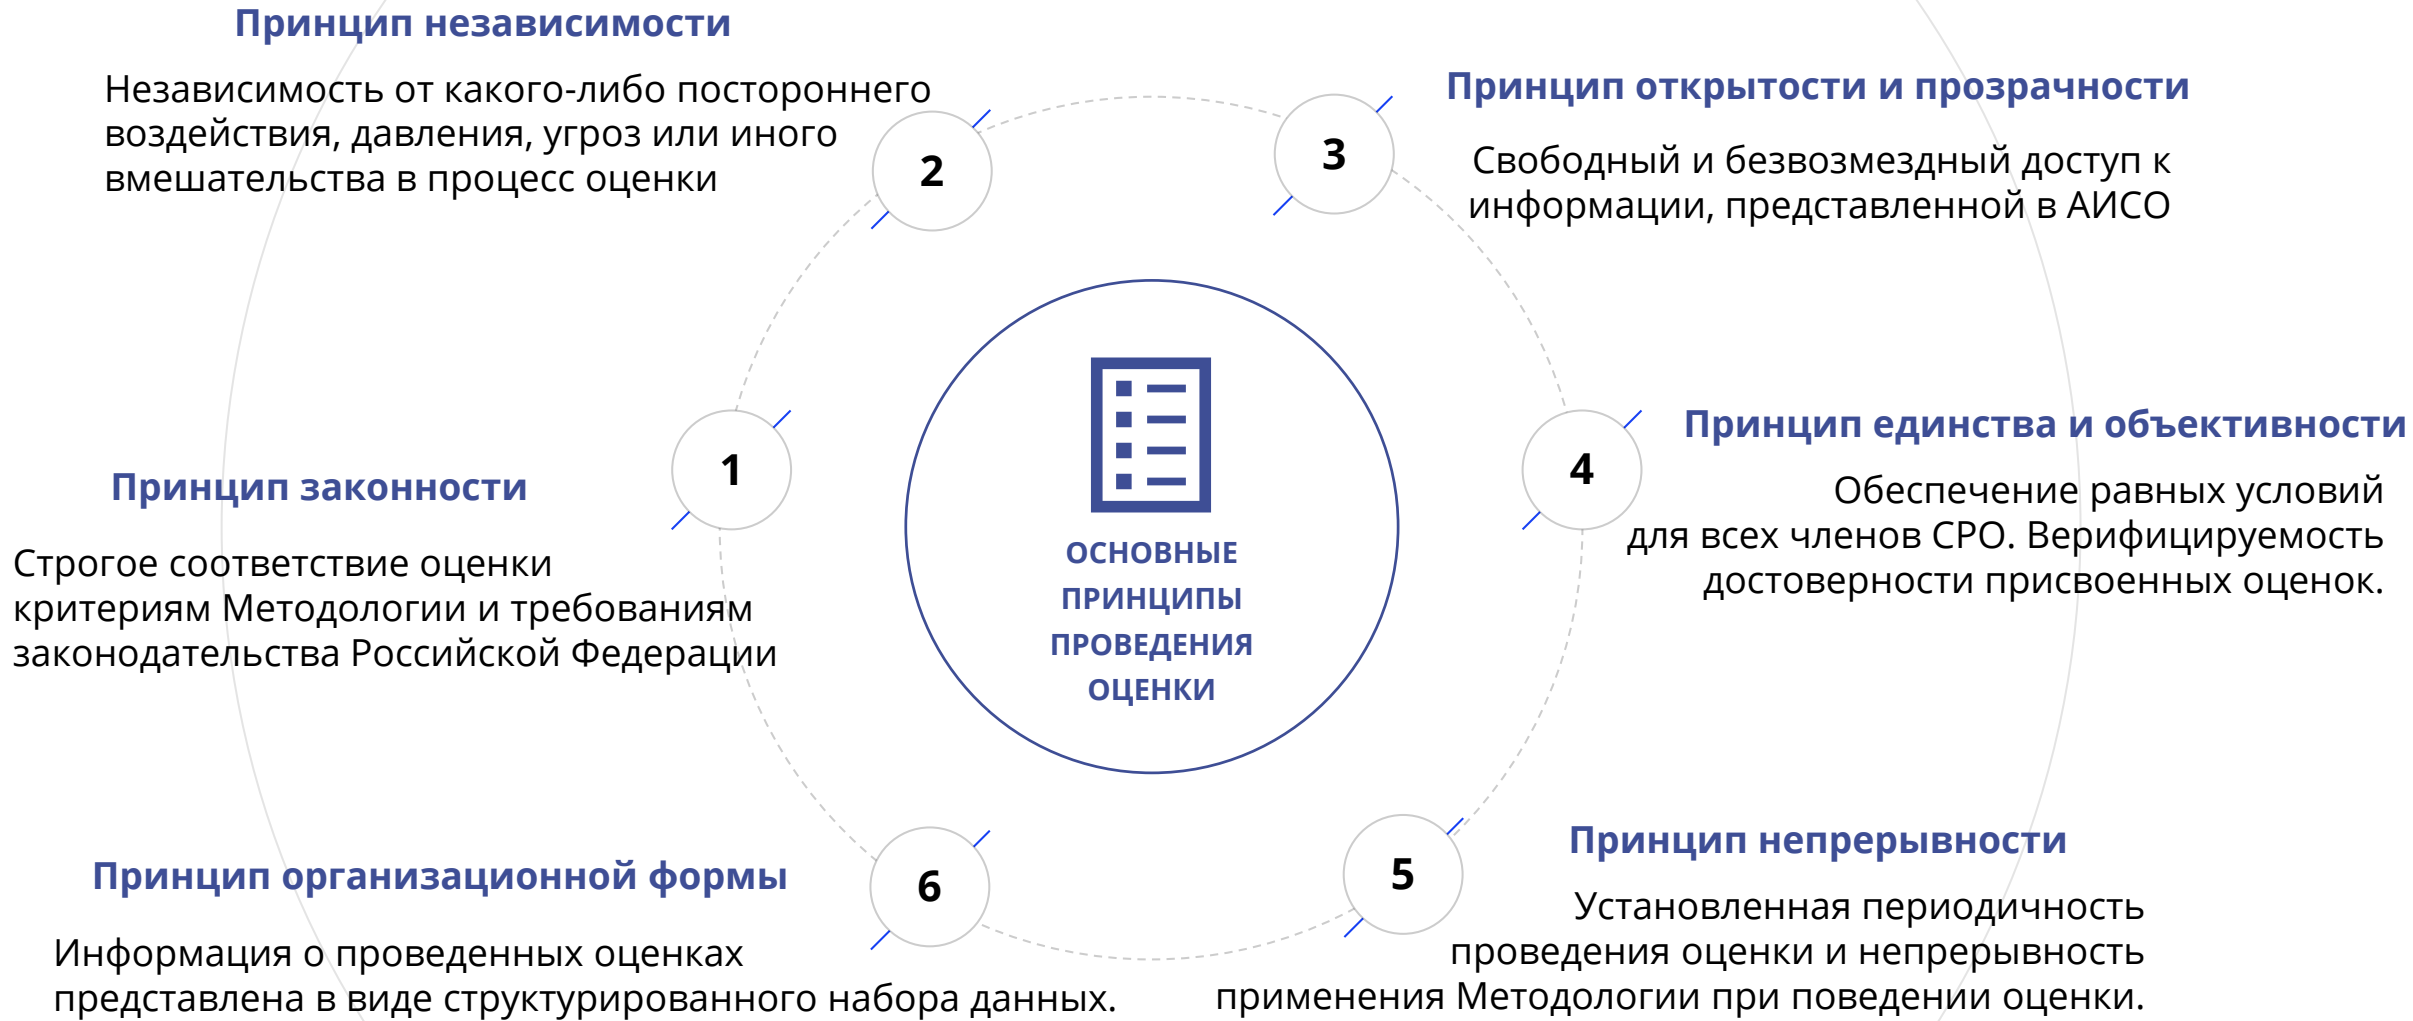 Принцип независимости
Независимость от какого-либо постороннего
воздействия, давления, угроз или иного
вмешательства в процесс оценки
2
3
Принцип открытости и прозрачности
Свободный и безвозмездный доступ к
информации, представленной в АИСО
1
Принцип законности
Строгое соответствие оценки
критериям Методологии и требованиям
законодательства Российской Федерации
ОСНОВНЫЕ
ПРИНЦИПЫ
ПРОВЕДЕНИЯ
ОЦЕНКИ
4
Принцип единства и объективности
Обеспечение равных условий
для всех членов СРО. Верифицируемость
достоверности присвоенных оценок.
6
Принцип организационной формы
Информация о проведенных оценках
представлена в виде структурированного набора данных.
5
Принцип непрерывности
Установленная периодичность
проведения оценки и непрерывность
применения Методологии при поведении оценки.